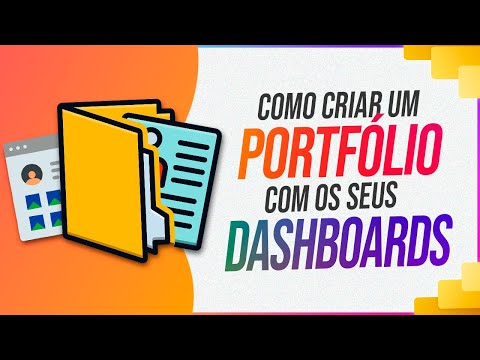 COMO CRIAR UM
PORTFÓLIO
COM OS SEUS
DASHBOARDS